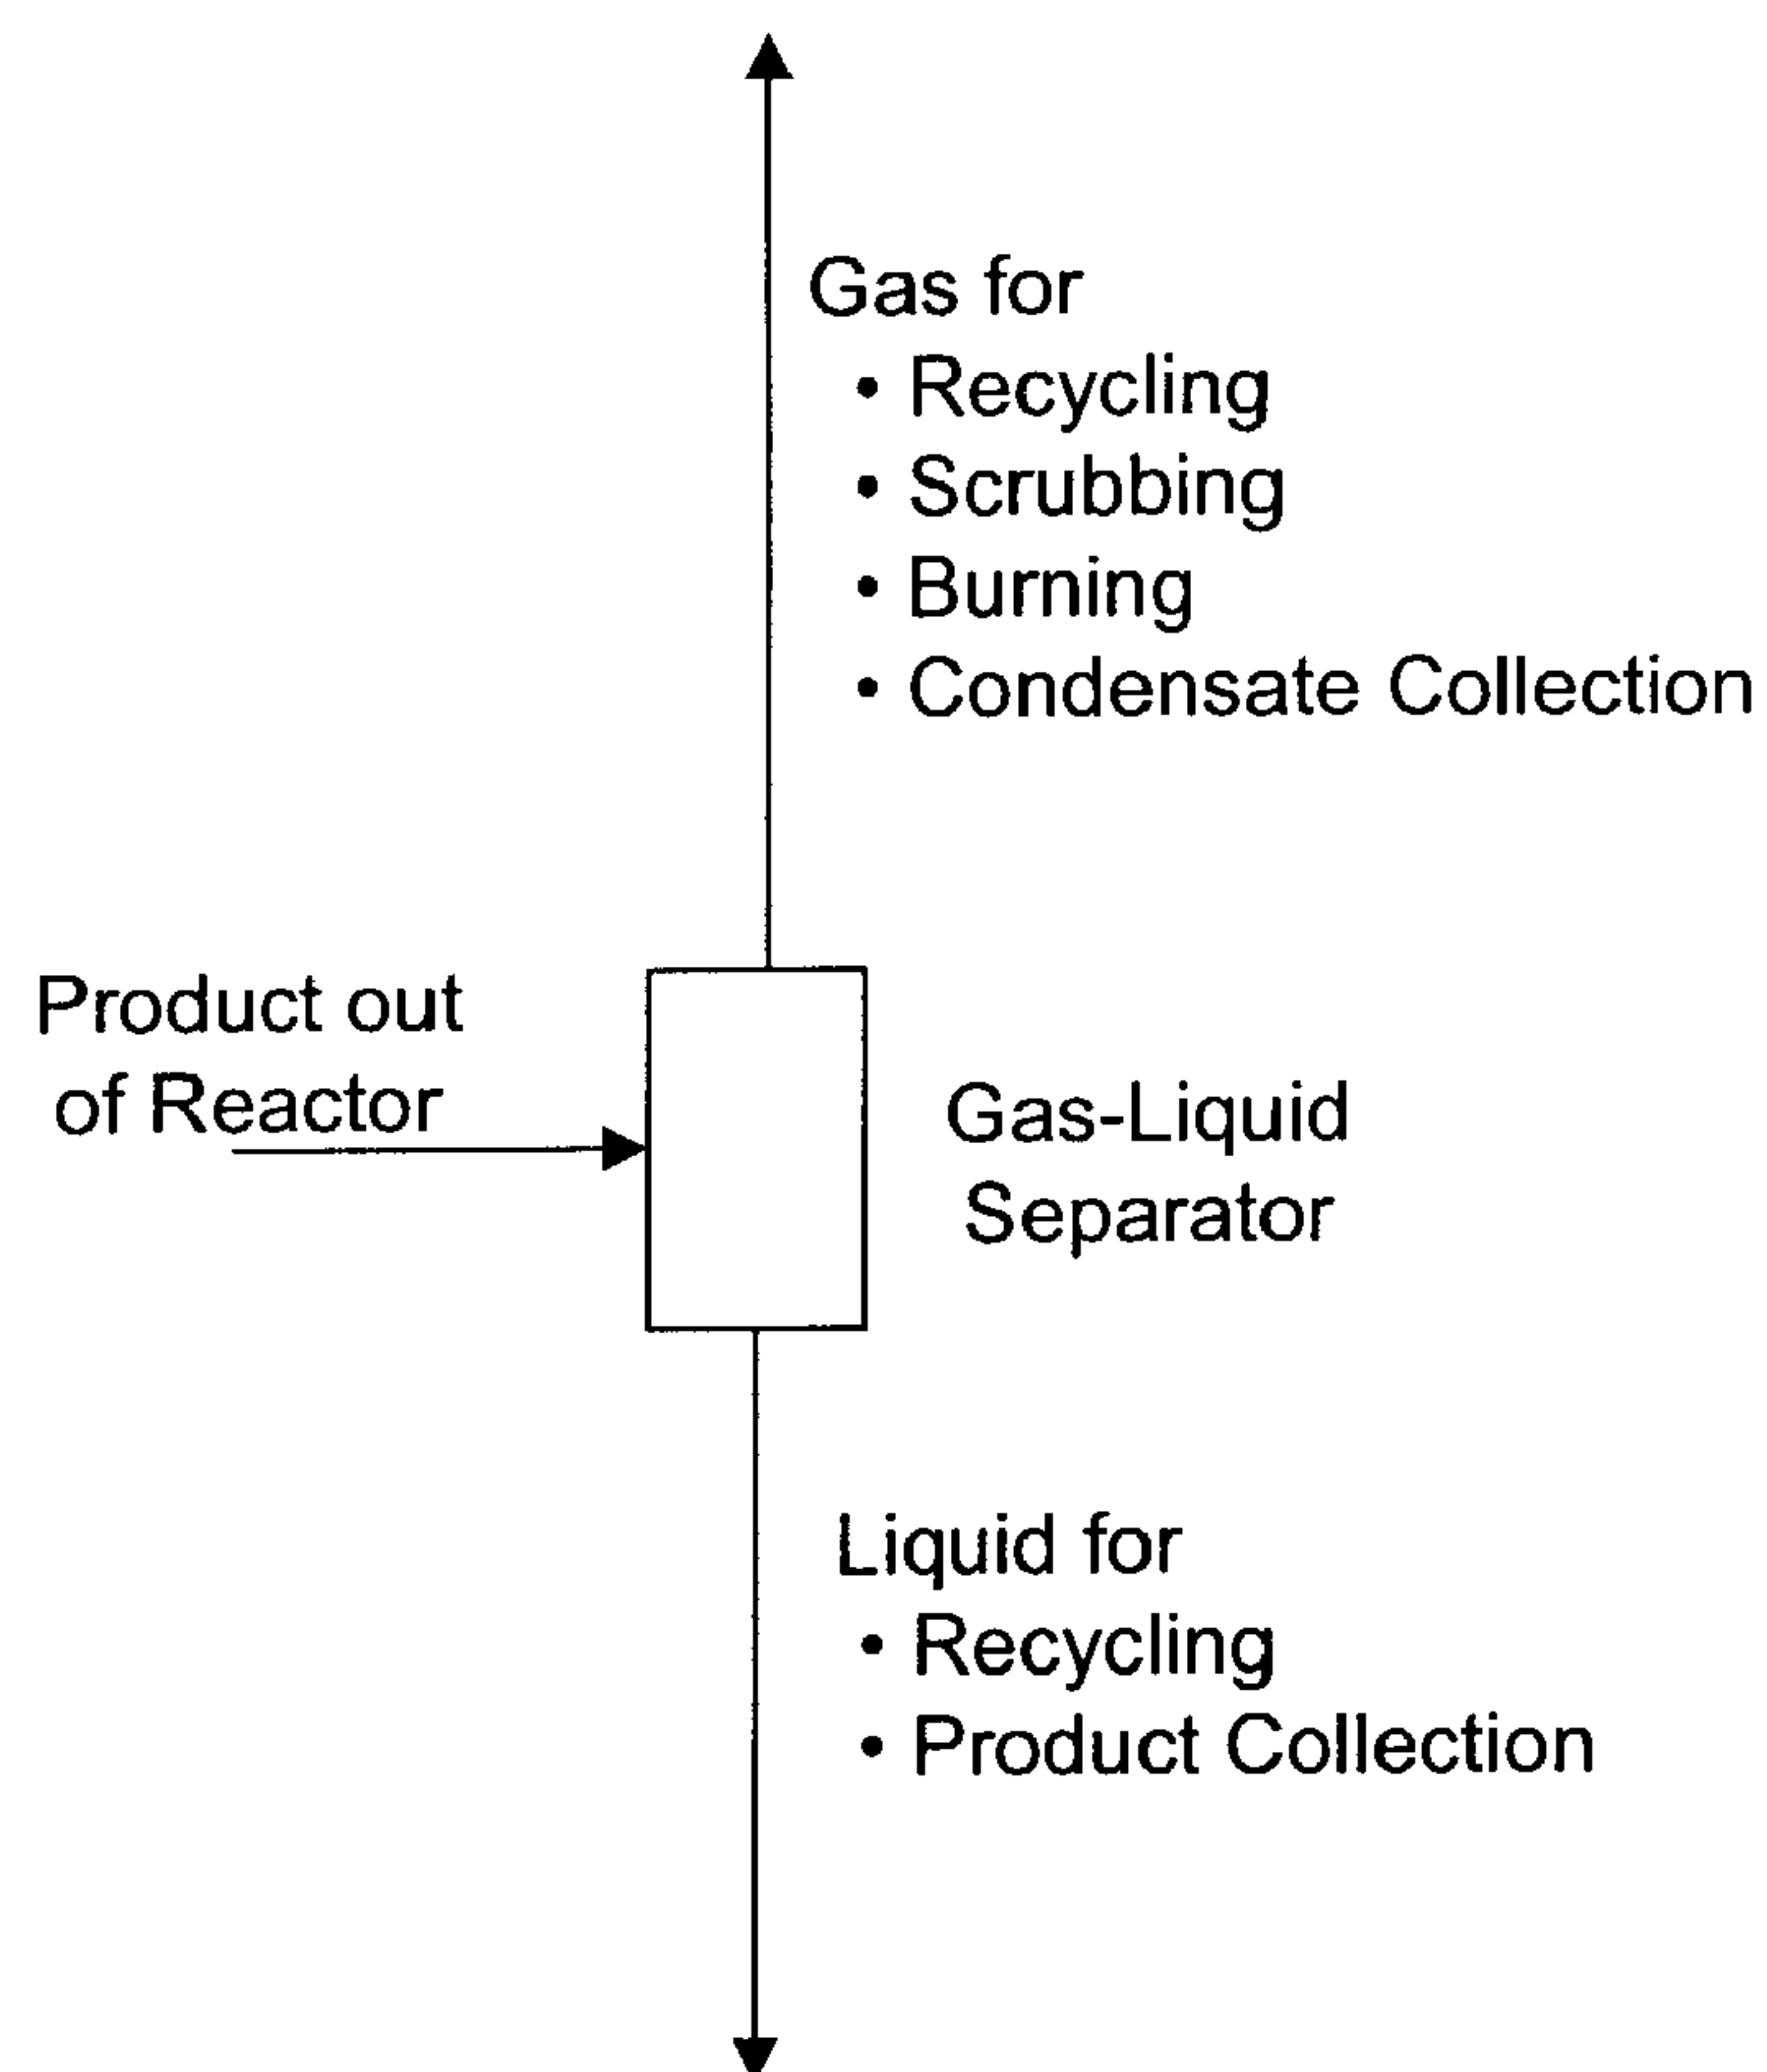 Gas for
• Recycling
• Scrubbing
• Burning
• Condensate Collection
Product out
of Reactor
Gas-Liquid
Separator
Liquid for
• Recycling
• Product Collection